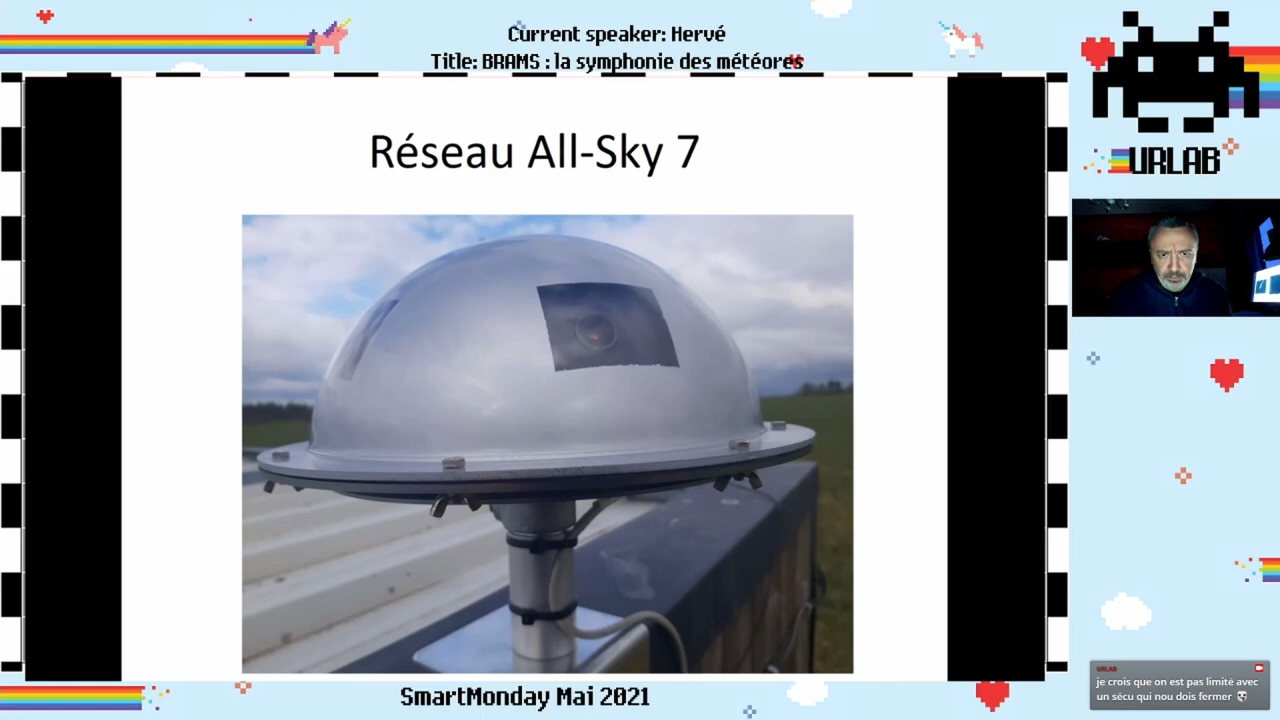 Current speaker: Hervé
Title: BRAMS : la symphonie des météores
URLAB
Réseau All-Sky 7
URLAB
je crois que on est pas limité avec
un sécu qui nou dois fermer
SmartMonday Mai 2021